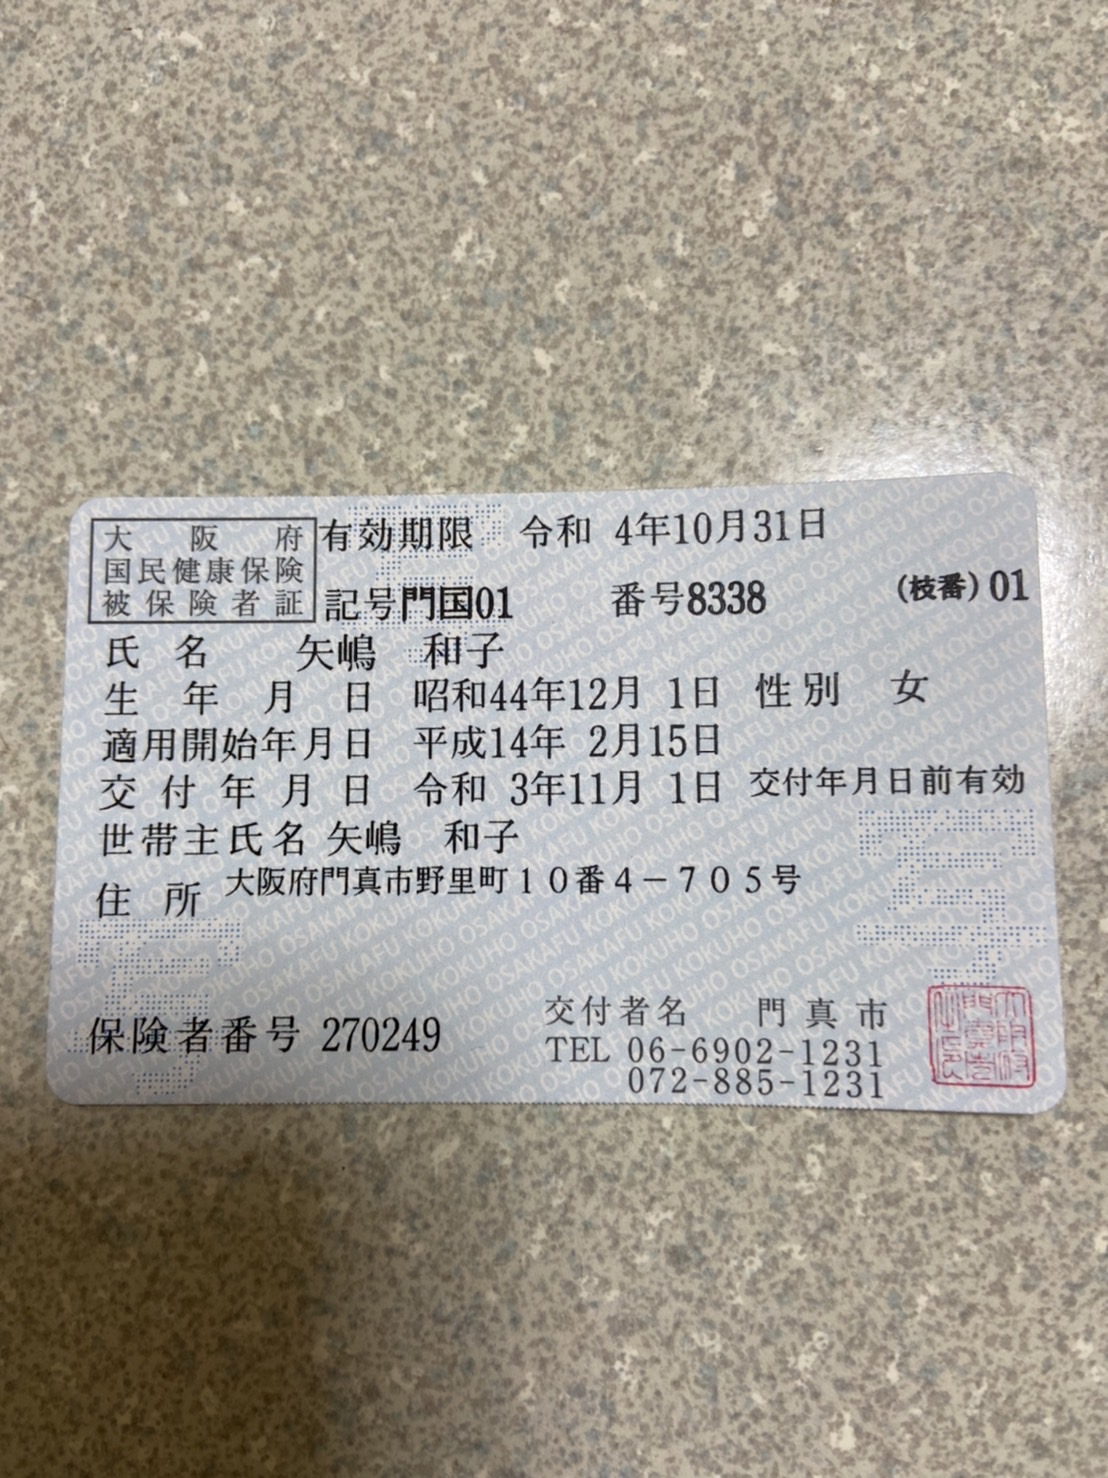 大阪府
国民健康保険
被保険者証
有効期限 令和 4年10月31日
記号門国01 番号8338 (枝番)01
氏名 矢嶋 和子
生年月日 昭和44年12月 1日 性別 女
適用開始年月日 平成14年 2月15日
交付年月日 令和 3年11月 1日 交付年月日前有効
世帯主氏名 矢嶋 和子
住所 大阪府門真市野里町１０番４－７０５号
保険者番号 270249
交付者名 門真市
TEL 06-6902-1231
072-885-1231